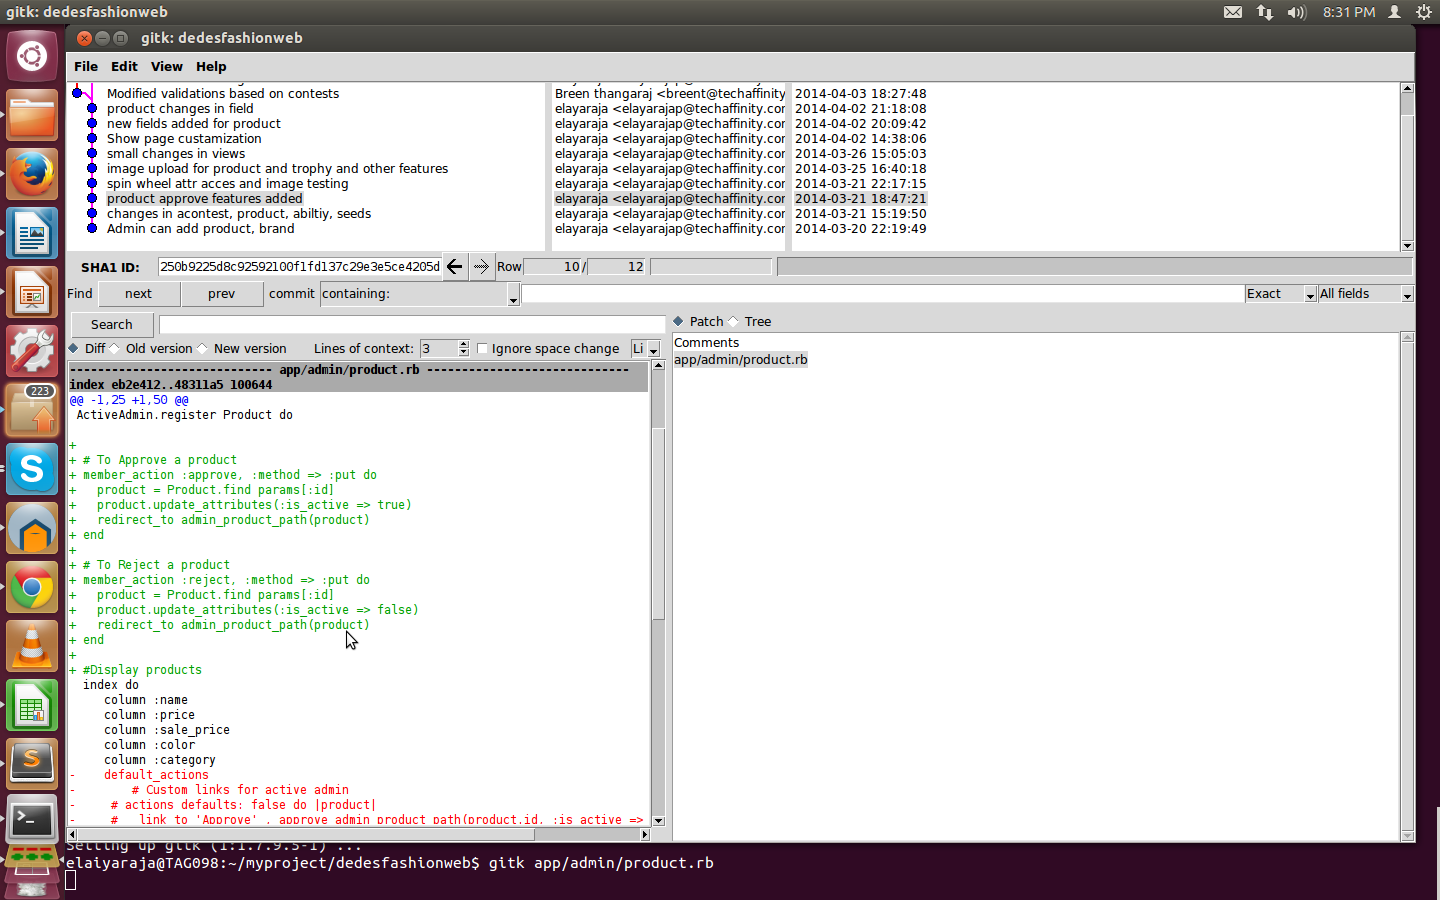 gitk: dedesfashionweb
8:31 PM
gitk: dedesfashionweb
File Edit View Help
Modified validations based on contests Breen thangaraj <breent@techaffinity 2014-04-03 18:27:48
product changes in field elayaraja <elayarajap@techaffinity.cor 2014-04-02 21:18:08
new fields added for product elayaraja <elayarajap@techaffinity.cor 2014-04-02 20:09:42
Show page custamization elayaraja <elayarajap@techaffinity.cor 2014-04-02 14:38:06
small changes in views elayaraja <elayarajap@techaffinity.cor 2014-03-26 15:05:03
image upload for product and trophy and other features elayaraja <elayarajap@techaffinity.cor 2014-03-25 16:40:18
spin wheel attr acces and image testing elayaraja <elayarajap@techaffinity.cor 2014-03-21 22:17:15
product approve features added elayaraja <elayarajap@techaffinity.cor 2014-03-21 18:47:21
changes in acontest, product, abiltiy, seeds elayaraja <elayarajap@techaffinity.cor 2014-03-21 15:19:50
Admin can add product, brand elayaraja <elayarajap@techaffinity.cor 2014-03-20 22:19:49
SHA1 ID: 250b9225d8c92592100f1fd137c29e3e5ce4205d Row 10 / 12
Find next prev commit containing: Exact All fields
Search
Patch Tree
Diff Old version New version Lines of context: 3 Ignore space change Li
Comments
app/admin/product.rb
----------------------------- app/admin/product.rb -----------------------------
index eb2e412..48311a5 100644
@@ -1,25 +1,50 @@
ActiveAdmin.register Product do
+
+ # To Approve a product
+ member_action :approve, :method => :put do
+   product = Product.find params[:id]
+   product.update_attributes(:is_active => true)
+   redirect_to admin_product_path(product)
+ end
+
+ # To Reject a product
+ member_action :reject, :method => :put do
+   product = Product.find params[:id]
+   product.update_attributes(:is_active => false)
+   redirect_to admin_product_path(product)
+ end
+
+ #Display products
index do
column :name
column :price
column :sale_price
column :color
column :category
-    default_actions
-        # Custom links for active admin
-     # actions defaults: false do |product|
-     #   link_to 'Approve' , approve_admin_product_path(product.id, :is_active =>
223
Setting up gitk (1:1.7.9.5-1) ...
elaiyaraja@TAG098:~/myproject/dedesfashionweb$ gitk app/admin/product.rb